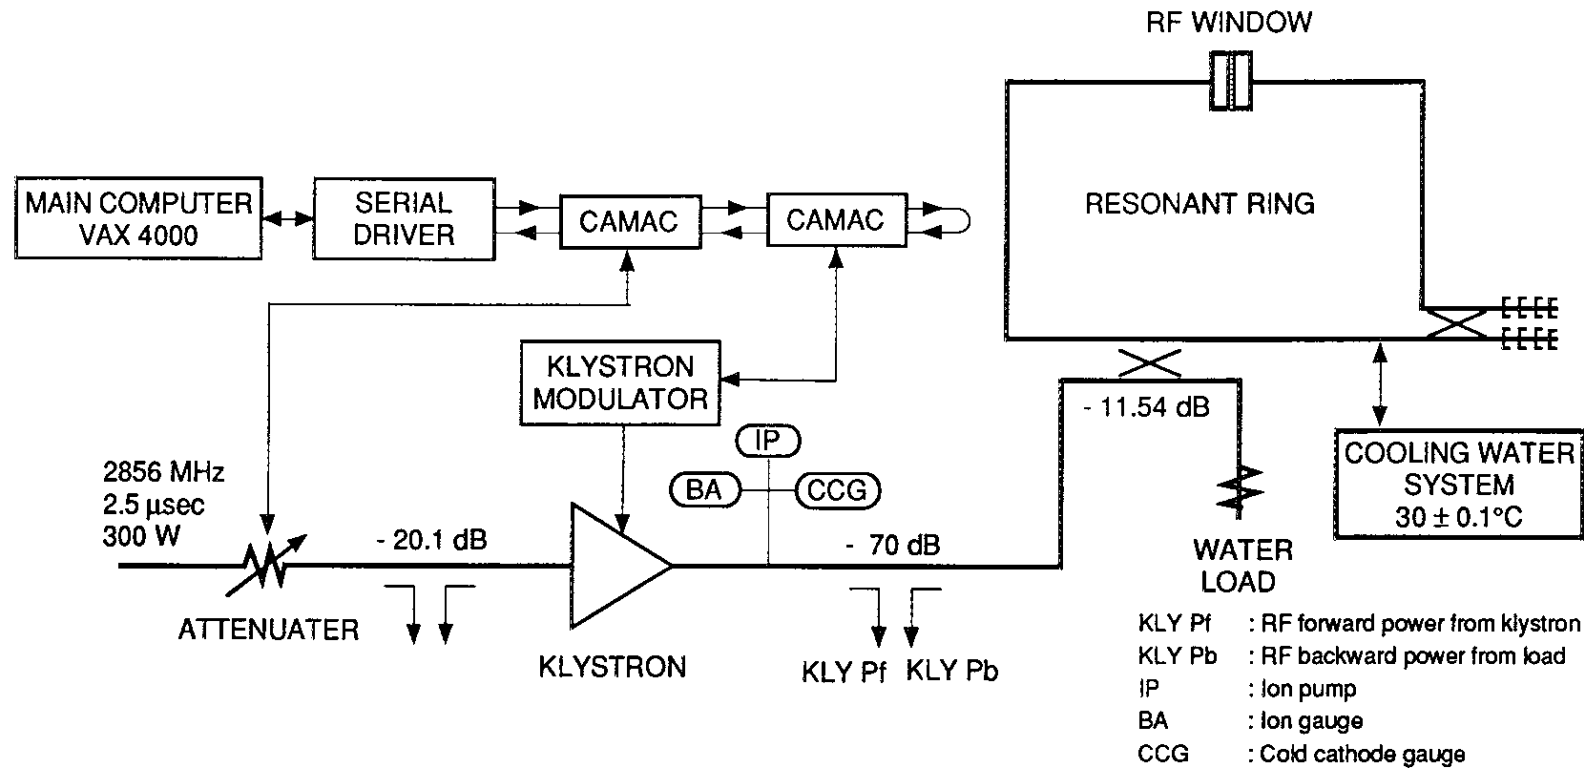 RF WINDOW
MAIN COMPUTER
VAX 4000
SERIAL
DRIVER
CAMAC
CAMAC
RESONANT RING
KLYSTRON
MODULATOR
- 11.54 dB
IP
BA
CCG
COOLING WATER
SYSTEM
30 ± 0.1°C
2856 MHz
2.5 μsec
300 W
- 20.1 dB
- 70 dB
WATER
LOAD
ATTENUATER
KLYSTRON
KLY Pf
KLY Pb
KLY Pf : RF forward power from klystron
KLY Pb : RF backward power from load
IP : Ion pump
BA : Ion gauge
CCG : Cold cathode gauge